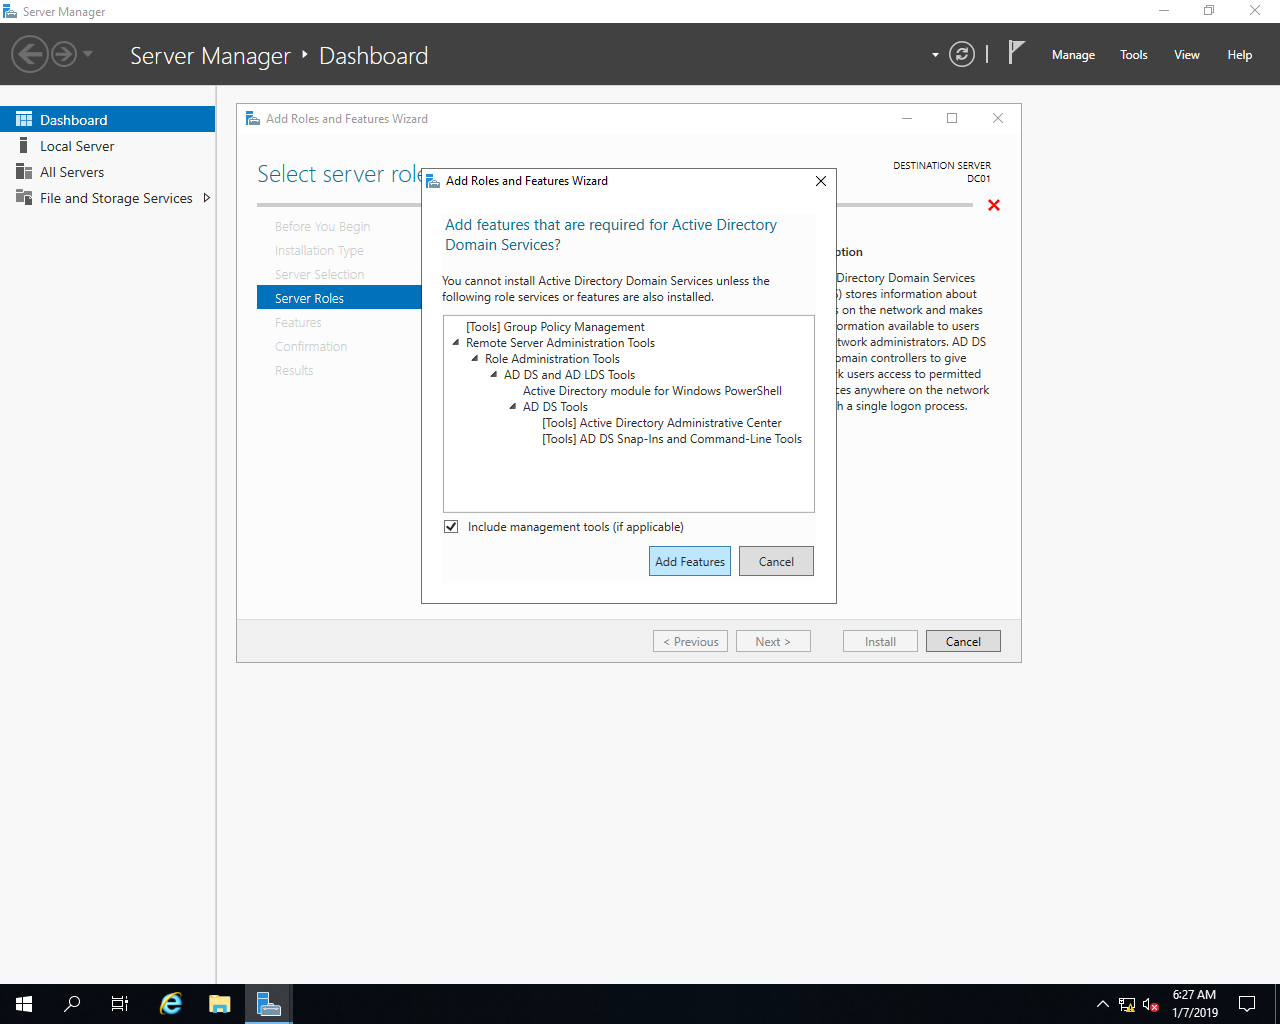 Server Manager
Server Manager ‣ Dashboard
Manage
Tools
View
Help
Dashboard
Local Server
All Servers
File and Storage Services
Add Roles and Features Wizard
Select server
DESTINATION SERVER
DC01
Before You Begin
Installation Type
Server Selection
Server Roles
Features
Confirmation
Results
Add Roles and Features Wizard
Add features that are required for Active Directory
Domain Services?
You cannot install Active Directory Domain Services unless the
following role services or features are also installed.
[Tools] Group Policy Management
Remote Server Administration Tools
Role Administration Tools
AD DS and AD LDS Tools
Active Directory module for Windows PowerShell
AD DS Tools
[Tools] Active Directory Administrative Center
[Tools] AD DS Snap-Ins and Command-Line Tools
Include management tools (if applicable)
Add Features
Cancel
Directory Domain Services
) stores information about
on the network and makes
available to users
administrators. AD DS
controllers to give
users access to permitted
anywhere on the network
a single logon process.
< Previous
Next >
Install
Cancel
6:27 AM
1/7/2019